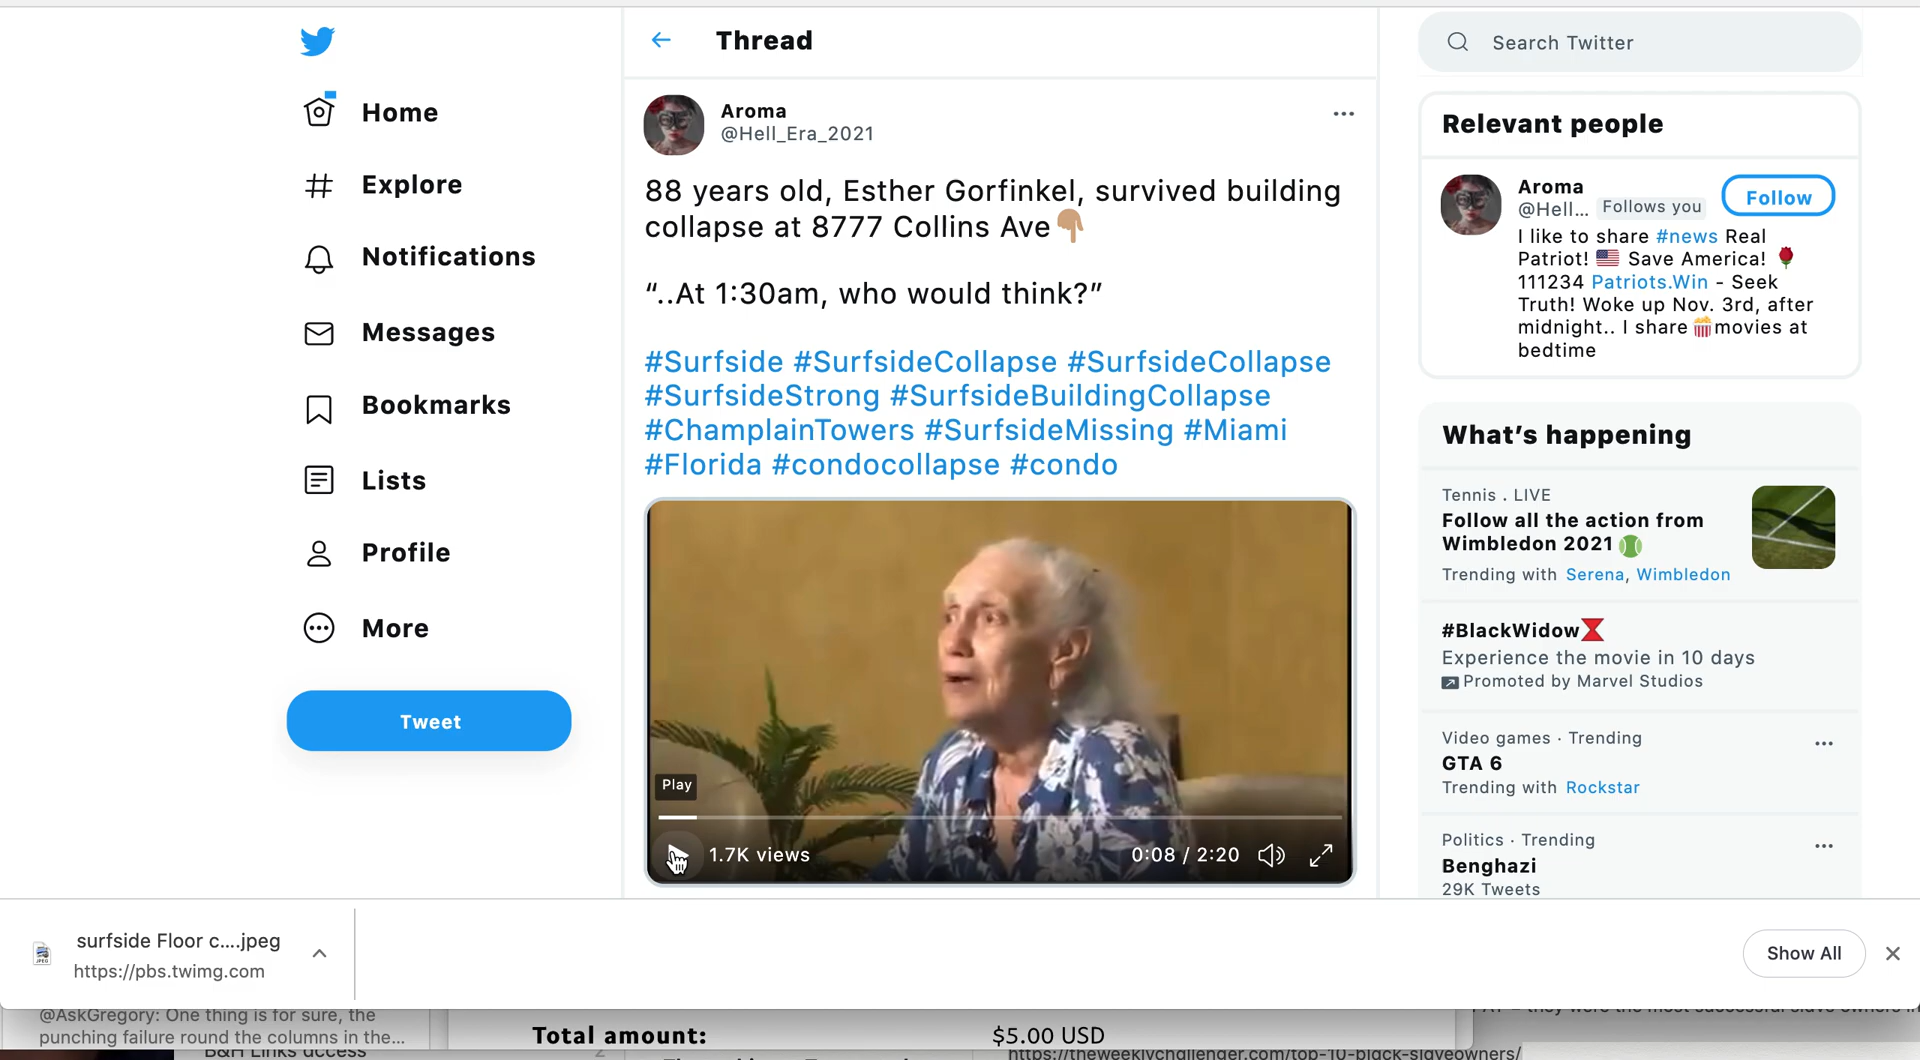 Thread
Search Twitter
Home
Explore
Notifications
Messages
Bookmarks
Lists
Profile
More
Tweet
Aroma
@Hell_Era_2021
88 years old, Esther Gorfinkel, survived building
collapse at 8777 Collins Ave👇🏽
“..At 1:30am, who would think?”
#Surfside #SurfsideCollapse #SurfsideCollapse
#SurfsideStrong #SurfsideBuildingCollapse
#ChamplainTowers #SurfsideMissing #Miami
#Florida #condocollapse #condo
Play
1.7K views
0:08 / 2:20
Relevant people
Aroma
@Hell... Follows you
Follow
I like to share #news Real
Patriot! 🇺🇸 Save America! 🌹
111234 Patriots.Win - Seek
Truth! Woke up Nov. 3rd, after
midnight.. I share🍿movies at
bedtime
What’s happening
Tennis . LIVE
Follow all the action from
Wimbledon 2021
Trending with Serena, Wimbledon
#BlackWidow
Experience the movie in 10 days
Promoted by Marvel Studios
Video games · Trending
GTA 6
Trending with Rockstar
Politics · Trending
Benghazi
29K Tweets
surfside Floor c....jpeg
https://pbs.twimg.com
Show All
@AskGregory: One thing is for sure, the
punching failure round the columns in the...
B&H Links access
Total amount:
$5.00 USD
https://theweeklychallenger.com/top-10-black-slaveowners/